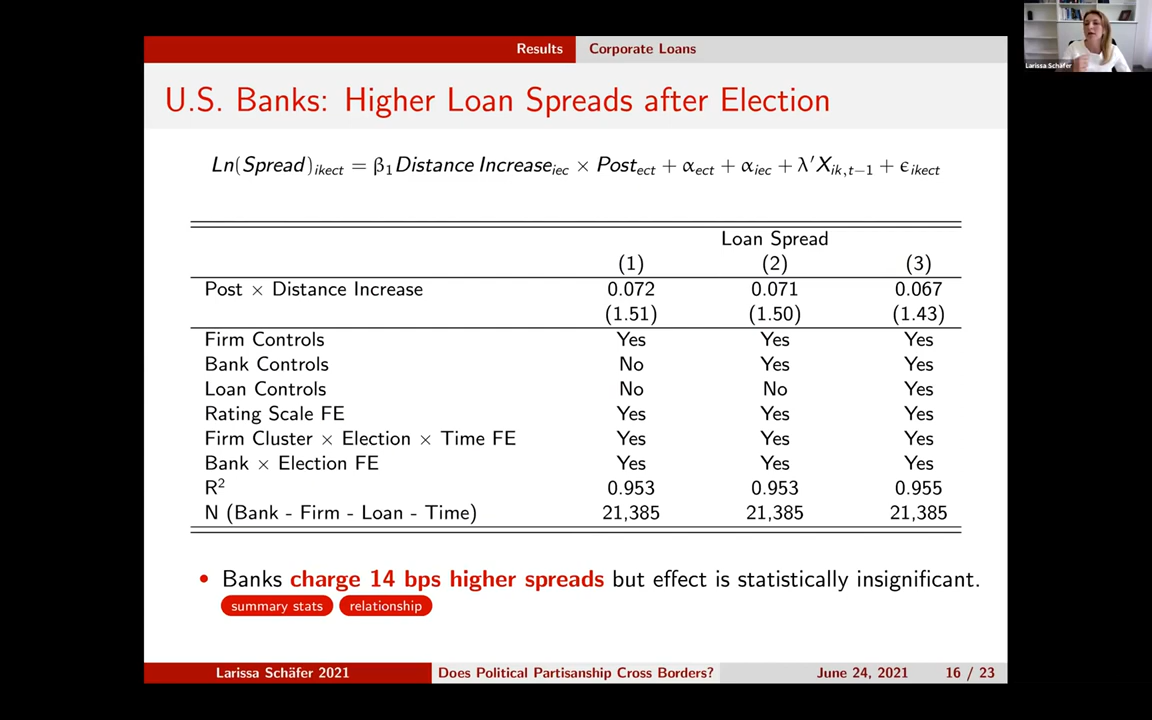 Larissa Schäfer
Results Corporate Loans
U.S. Banks: Higher Loan Spreads after Election
Ln(Spread)ikect = β1Distance Increaseiec × Postect + αect + αiec + λ′Xik,t−1 + ϵikect
Loan Spread
(1) (2) (3)
Post × Distance Increase 0.072 0.071 0.067
(1.51) (1.50) (1.43)
Firm Controls Yes Yes Yes
Bank Controls No Yes Yes
Loan Controls No No Yes
Rating Scale FE Yes Yes Yes
Firm Cluster × Election × Time FE Yes Yes Yes
Bank × Election FE Yes Yes Yes
R2 0.953 0.953 0.955
N (Bank - Firm - Loan - Time) 21,385 21,385 21,385
• Banks charge 14 bps higher spreads but effect is statistically insignificant.
summary stats relationship
Larissa Schäfer 2021 Does Political Partisanship Cross Borders? June 24, 2021 16 / 23